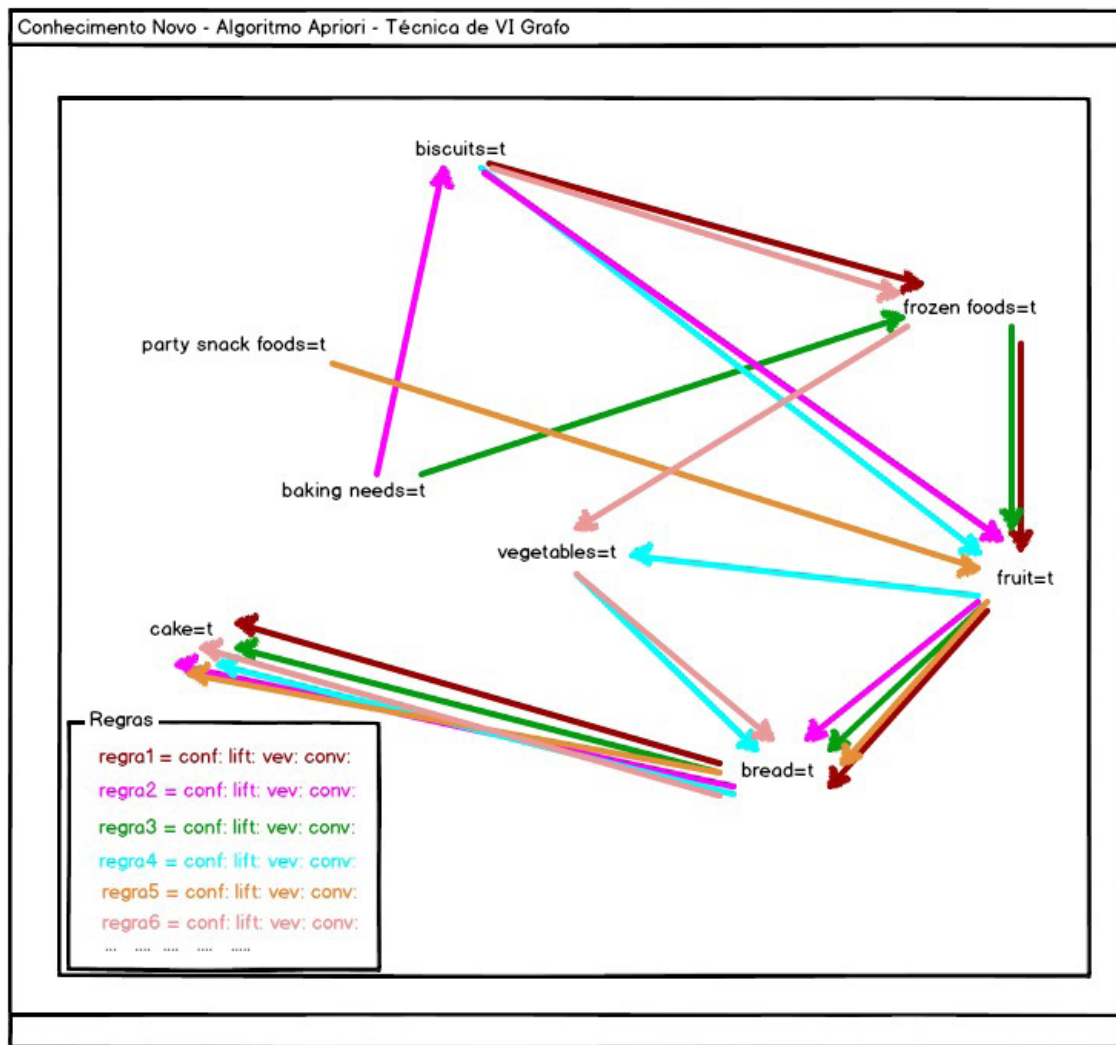 Conhecimento Novo - Algoritmo Apriori - Técnica de VI Grafo
biscuits=t
frozen foods=t
party snack foods=t
baking needs=t
vegetables=t
fruit=t
cake=t
bread=t
Regras
regra1 = conf: lift: vev: conv:
regra2 = conf: lift: vev: conv:
regra3 = conf: lift: vev: conv:
regra4 = conf: lift: vev: conv:
regra5 = conf: lift: vev: conv:
regra6 = conf: lift: vev: conv:
... .... .... .... .....